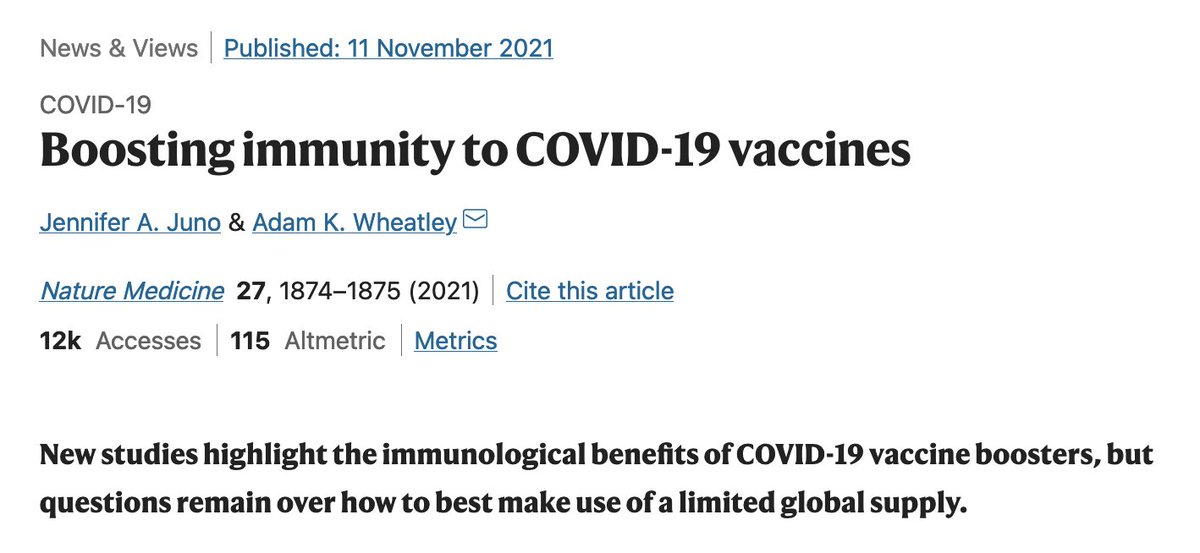 News & Views | Published: 11 November 2021
COVID-19
Boosting immunity to COVID-19 vaccines
Jennifer A. Juno & Adam K. Wheatley
Nature Medicine 27, 1874–1875 (2021) | Cite this article
12k Accesses | 115 Altmetric | Metrics
New studies highlight the immunological benefits of COVID-19 vaccine boosters, but
questions remain over how to best make use of a limited global supply.